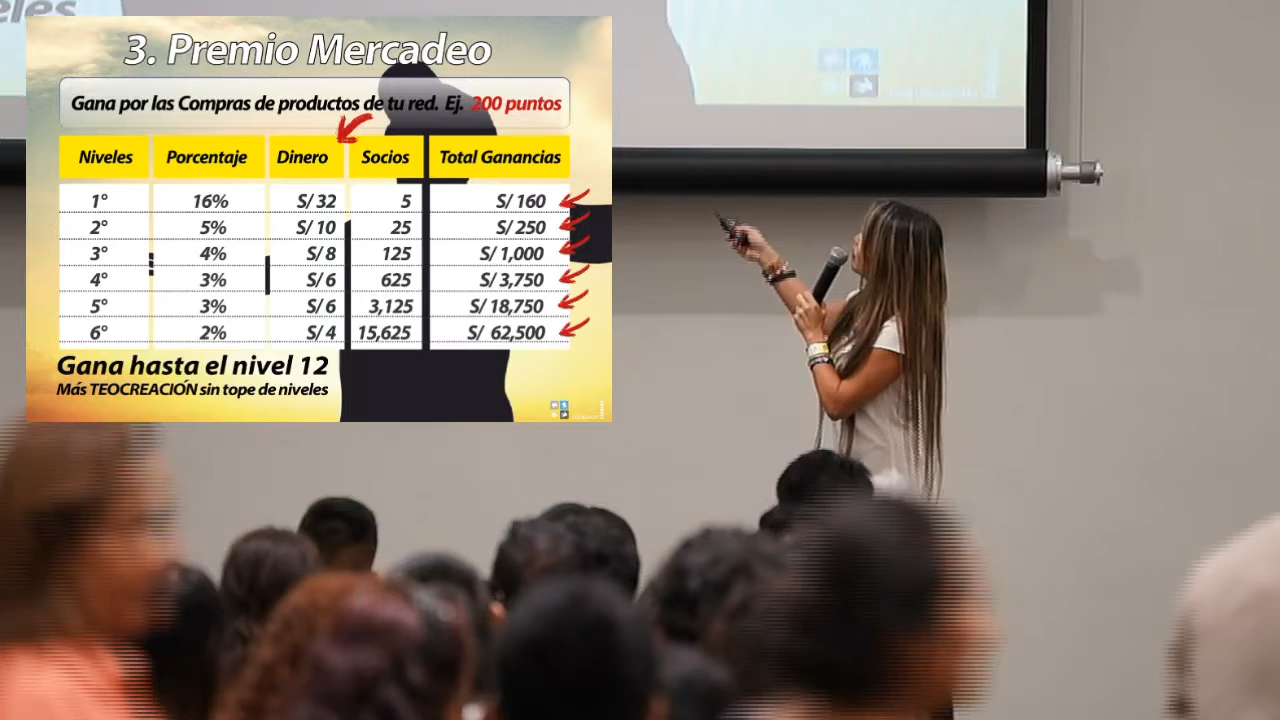 eles
3. Premio Mercadeo
Gana por las Compras de productos de tu red. Ej. 200 puntos
Niveles Porcentaje Dinero Socios Total Ganancias
1° 16% S/ 32 5 S/ 160
2° 5% S/ 10 25 S/ 250
3° 4% S/ 8 125 S/ 1,000
4° 3% S/ 6 625 S/ 3,750
5° 3% S/ 6 3,125 S/ 18,750
6° 2% S/ 4 15,625 S/ 62,500
Gana hasta el nivel 12
Más TEOCREACIÓN sin tope de niveles